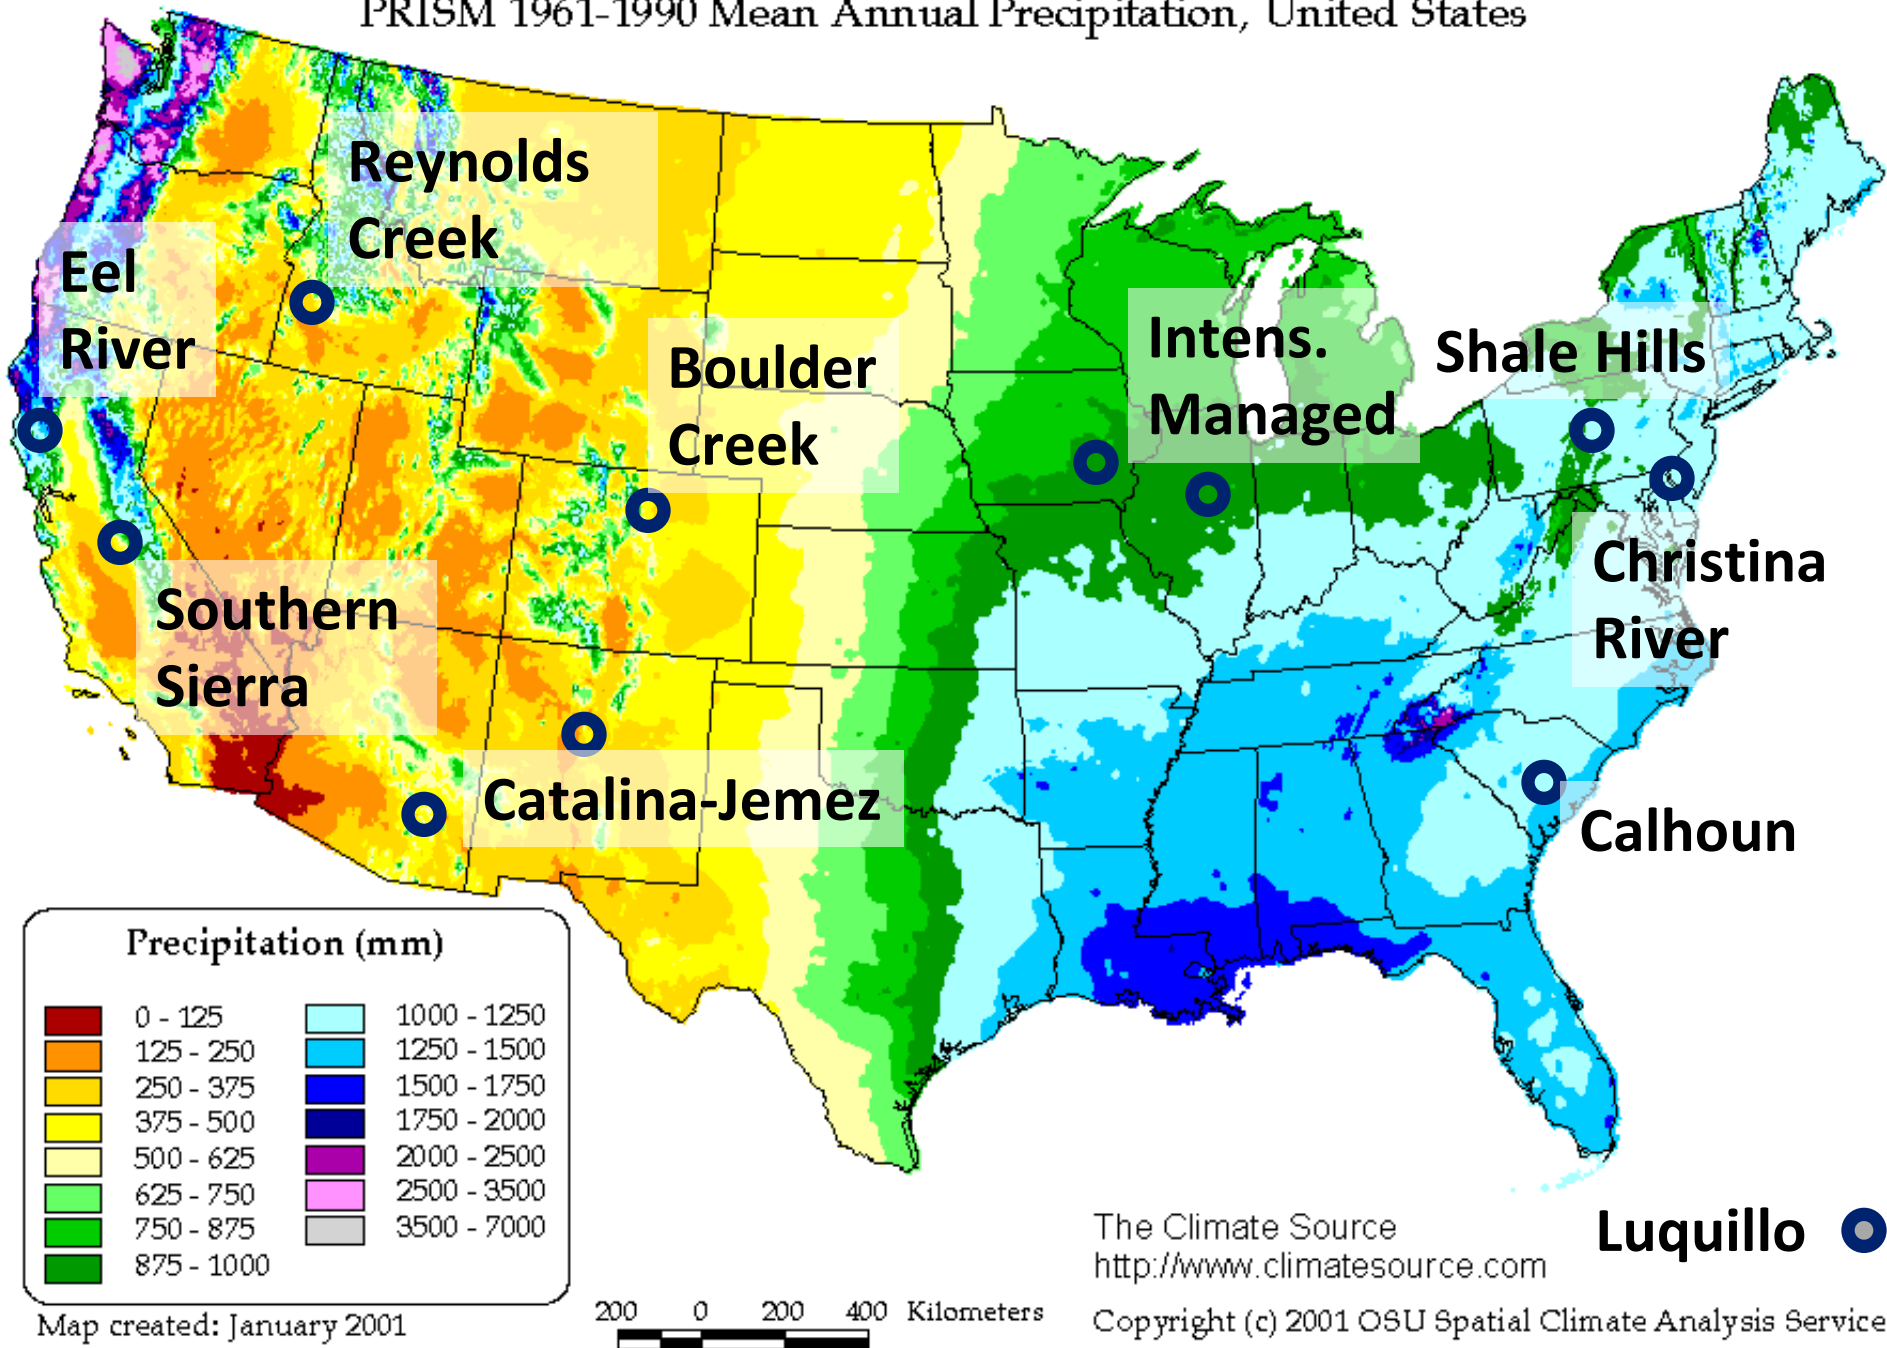 PRISM 1961-1990 Mean Annual Precipitation, United States
Reynolds
Creek
Eel
River
Boulder
Creek
Intens.
Managed
Shale Hills
Southern
Sierra
Christina
River
Catalina-Jemez
Calhoun
Luquillo
Precipitation (mm)
0 - 125
125 - 250
250 - 375
375 - 500
500 - 625
625 - 750
750 - 875
875 - 1000
1000 - 1250
1250 - 1500
1500 - 1750
1750 - 2000
2000 - 2500
2500 - 3500
3500 - 7000
Map created: January 2001
200 0 200 400 Kilometers
The Climate Source
http://www.climatesource.com
Copyright (c) 2001 OSU Spatial Climate Analysis Service